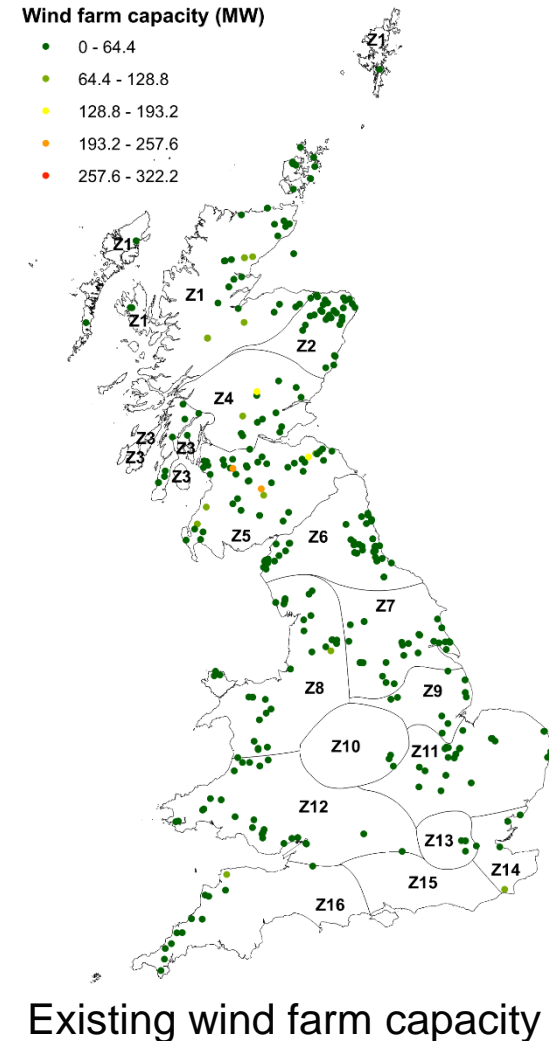 Wind farm capacity (MW)
0 - 64.4
64.4 - 128.8
128.8 - 193.2
193.2 - 257.6
257.6 - 322.2
Z1
Z1
Z1
Z1
Z2
Z4
Z3
Z3
Z3
Z3
Z5
Z6
Z7
Z8
Z9
Z10
Z11
Z12
Z13
Z14
Z15
Z16
Existing wind farm capacity